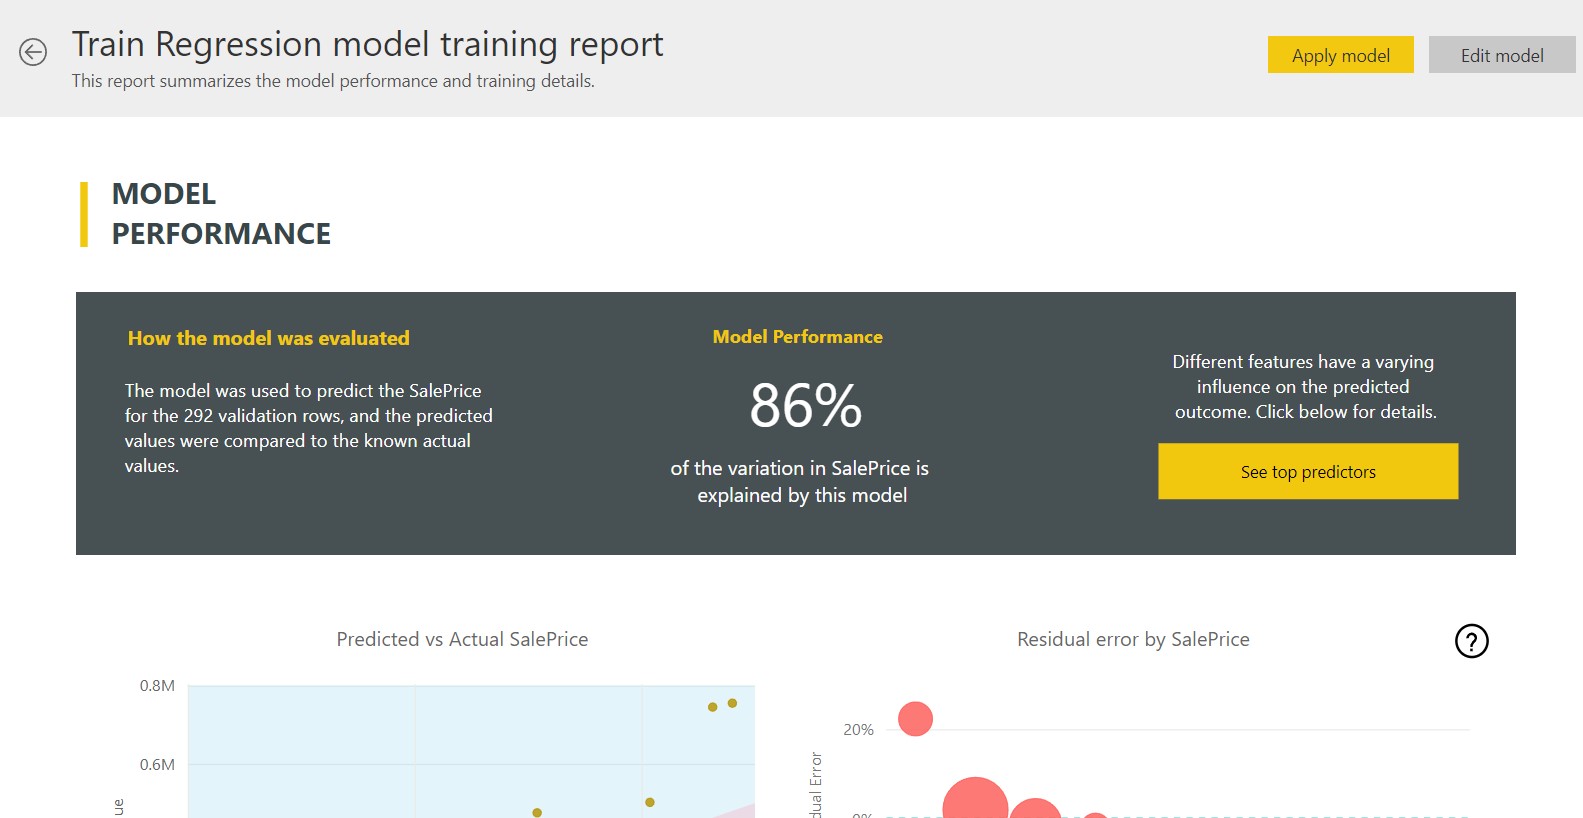 Train Regression model training report
This report summarizes the model performance and training details.
Apply model
Edit model
MODEL
PERFORMANCE
How the model was evaluated
The model was used to predict the SalePrice
for the 292 validation rows, and the predicted
values were compared to the known actual
values.
Model Performance
86%
of the variation in SalePrice is
explained by this model
Different features have a varying
influence on the predicted
outcome. Click below for details.
See top predictors
Predicted vs Actual SalePrice
0.8M
0.6M
Residual error by SalePrice
?
20%
Error